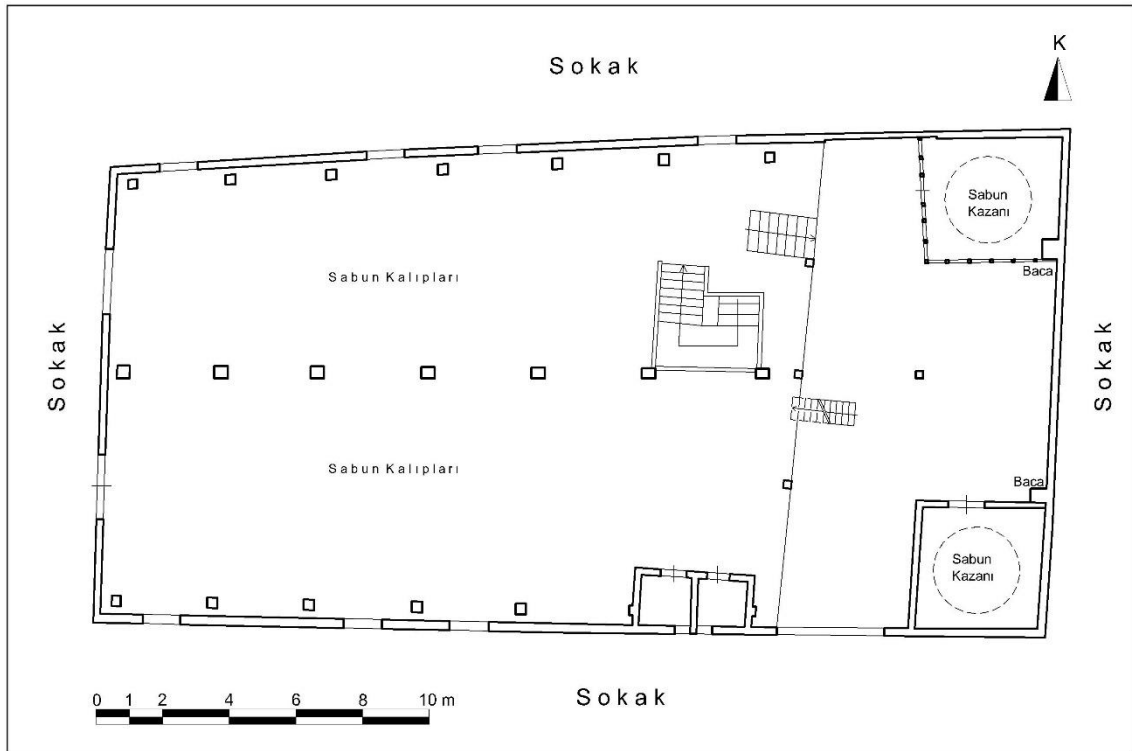 Sokak
K
Sabun
Kazanı
Baca
Sabun Kalıpları
Sokak
Sokak
Sabun Kalıpları
Baca
Sabun
Kazanı
0 1 2 4 6 8 10 m
Sokak